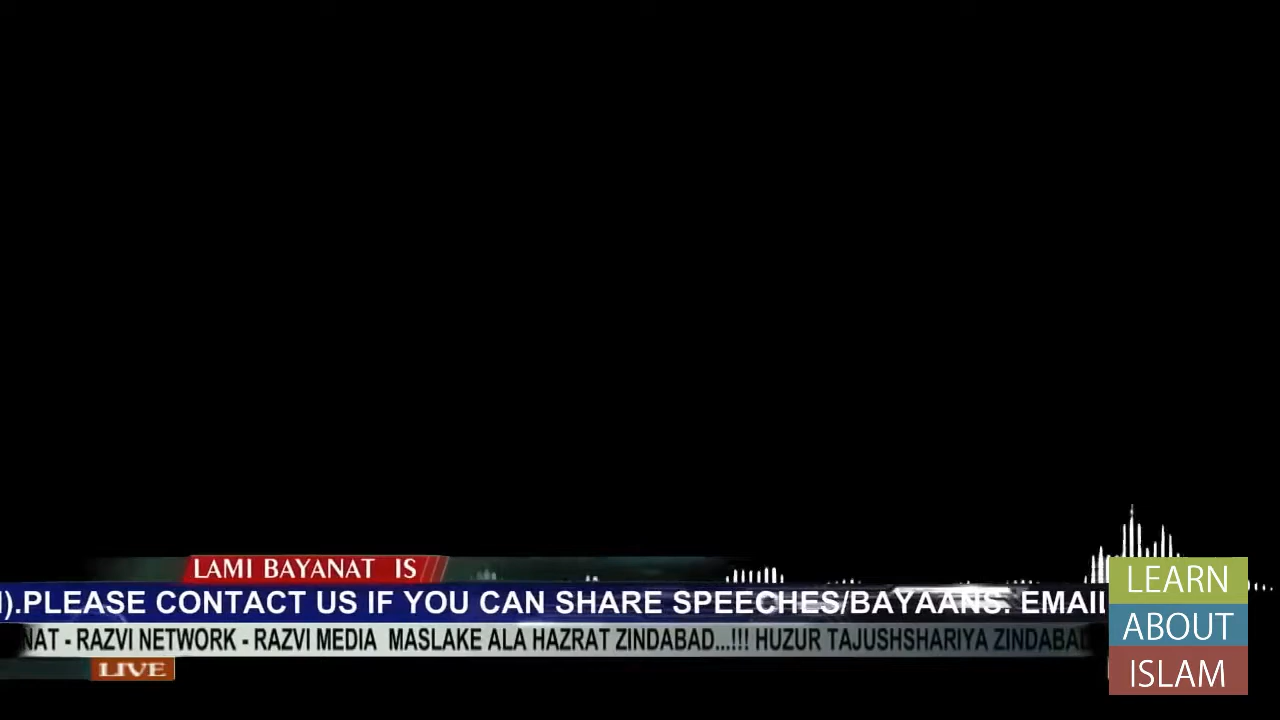 LAMI BAYANAT IS
).PLEASE CONTACT US IF YOU CAN SHARE SPEECHES/BAYAANS. EMAIL
NAT - RAZVI NETWORK - RAZVI MEDIA MASLAKE ALA HAZRAT ZINDABAD...!!! HUZUR TAJUSHSHARIYA ZINDABAD
LIVE
LEARN
ABOUT
ISLAM